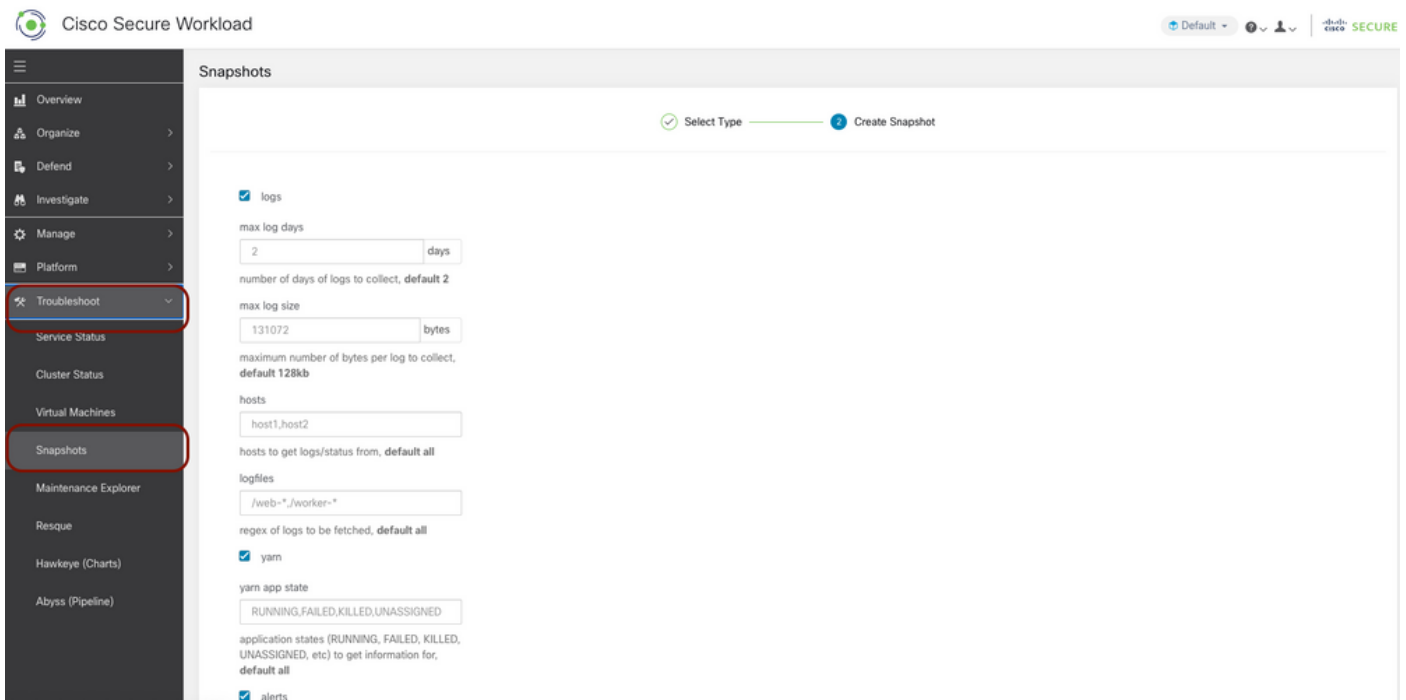 Cisco Secure Workload
Default
cisco SECURE
Overview
Organize
Defend
Investigate
Manage
Platform
Troubleshoot
Service Status
Cluster Status
Virtual Machines
Snapshots
Maintenance Explorer
Resque
Hawkeye (Charts)
Abyss (Pipeline)
Snapshots
Select Type
2 Create Snapshot
logs
max log days
2 days
number of days of logs to collect, default 2
max log size
131072 bytes
maximum number of bytes per log to collect,
default 128kb
hosts
host1,host2
hosts to get logs/status from, default all
logfiles
/web-*,/worker-*
regex of logs to be fetched, default all
yarn
yarn app state
RUNNING,FAILED,KILLED,UNASSIGNED
application states (RUNNING, FAILED, KILLED,
UNASSIGNED, etc) to get information for,
default all
alerts